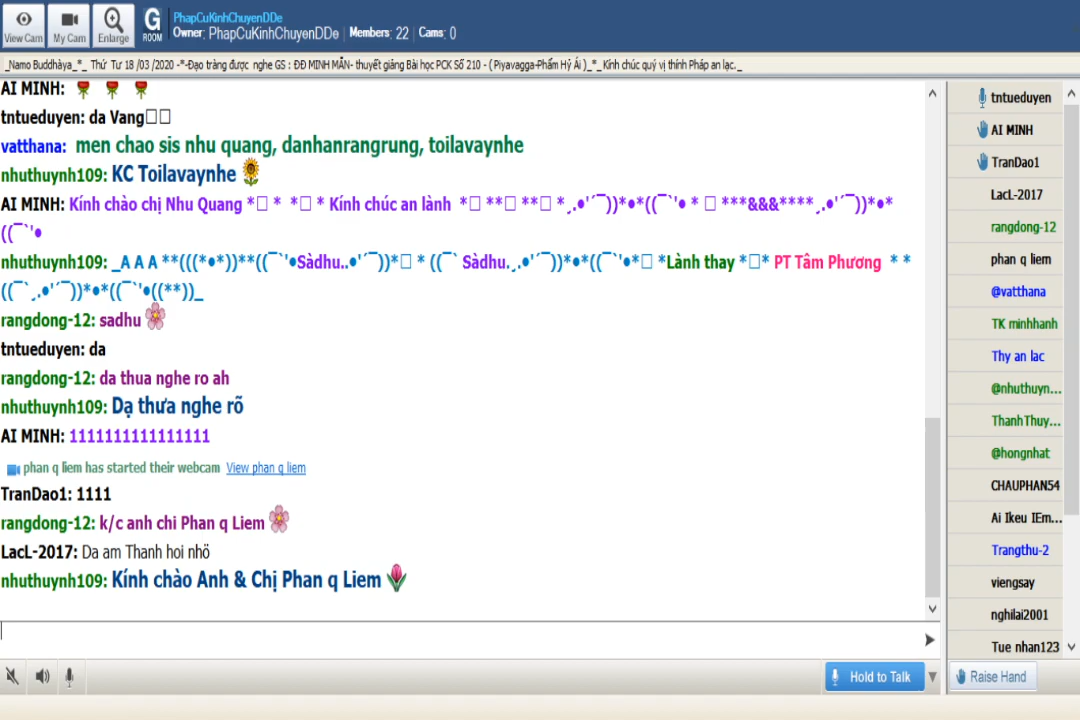 View Cam
My Cam
Enlarge
G
ROOM
PhapCuKinhChuyenDDe
Owner: PhapCuKinhChuyenDDe | Members: 22 | Cams: 0
_Namo Buddhàya_*_ Thứ Tư 18 /03 /2020 -*-Đạo tràng được nghe GS : ĐĐ MINH MẪN- thuyết giảng Bài học PCK Số 210 - ( Piyavagga-Phẩm Hỷ Ái )_*_Kính chúc quý vị thính Pháp an lạc._
AI MINH:
tntueduyen: da Vang□□
vatthana: men chao sis nhu quang, danhanrangrung, toilavaynhe
nhuthuynh109: KC Toilavaynhe
AI MINH: Kính chào chị Nhu Quang *□ * *□ * Kính chúc an lành *□ **□ **□ *¸.•'´¯))*•*((¯`'• * □ ***&&&****¸.•'´¯))*•*
((¯`'•
nhuthuynh109: _A A A **(((*•*))**((¯`'•Sàdhu..•'´¯))*□ * ((¯` Sàdhu.¸.•'´¯))*•*((¯`'•*□ *Lành thay *□* PT Tâm Phương * *
((¯`¸.•'´¯))*•*((¯`'•((**))_
rangdong-12: sadhu
tntueduyen: da
rangdong-12: da thua nghe ro ah
nhuthuynh109: Dạ thưa nghe rõ
AI MINH: 1111111111111111
phan q liem has started their webcam View phan q liem
TranDao1: 1111
rangdong-12: k/c anh chi Phan q Liem
LacL-2017: Da am Thanh hoi nhö
nhuthuynh109: Kính chào Anh & Chị Phan q Liem
tntueduyen
AI MINH
TranDao1
LacL-2017
rangdong-12
phan q liem
@vatthana
TK minhhanh
Thy an lac
@nhuthuyn...
ThanhThuy...
@hongnhat
CHAUPHAN54
Ai Ikeu IEm...
Trangthu-2
viengsay
nghilai2001
Tue nhan123
Hold to Talk
Raise Hand